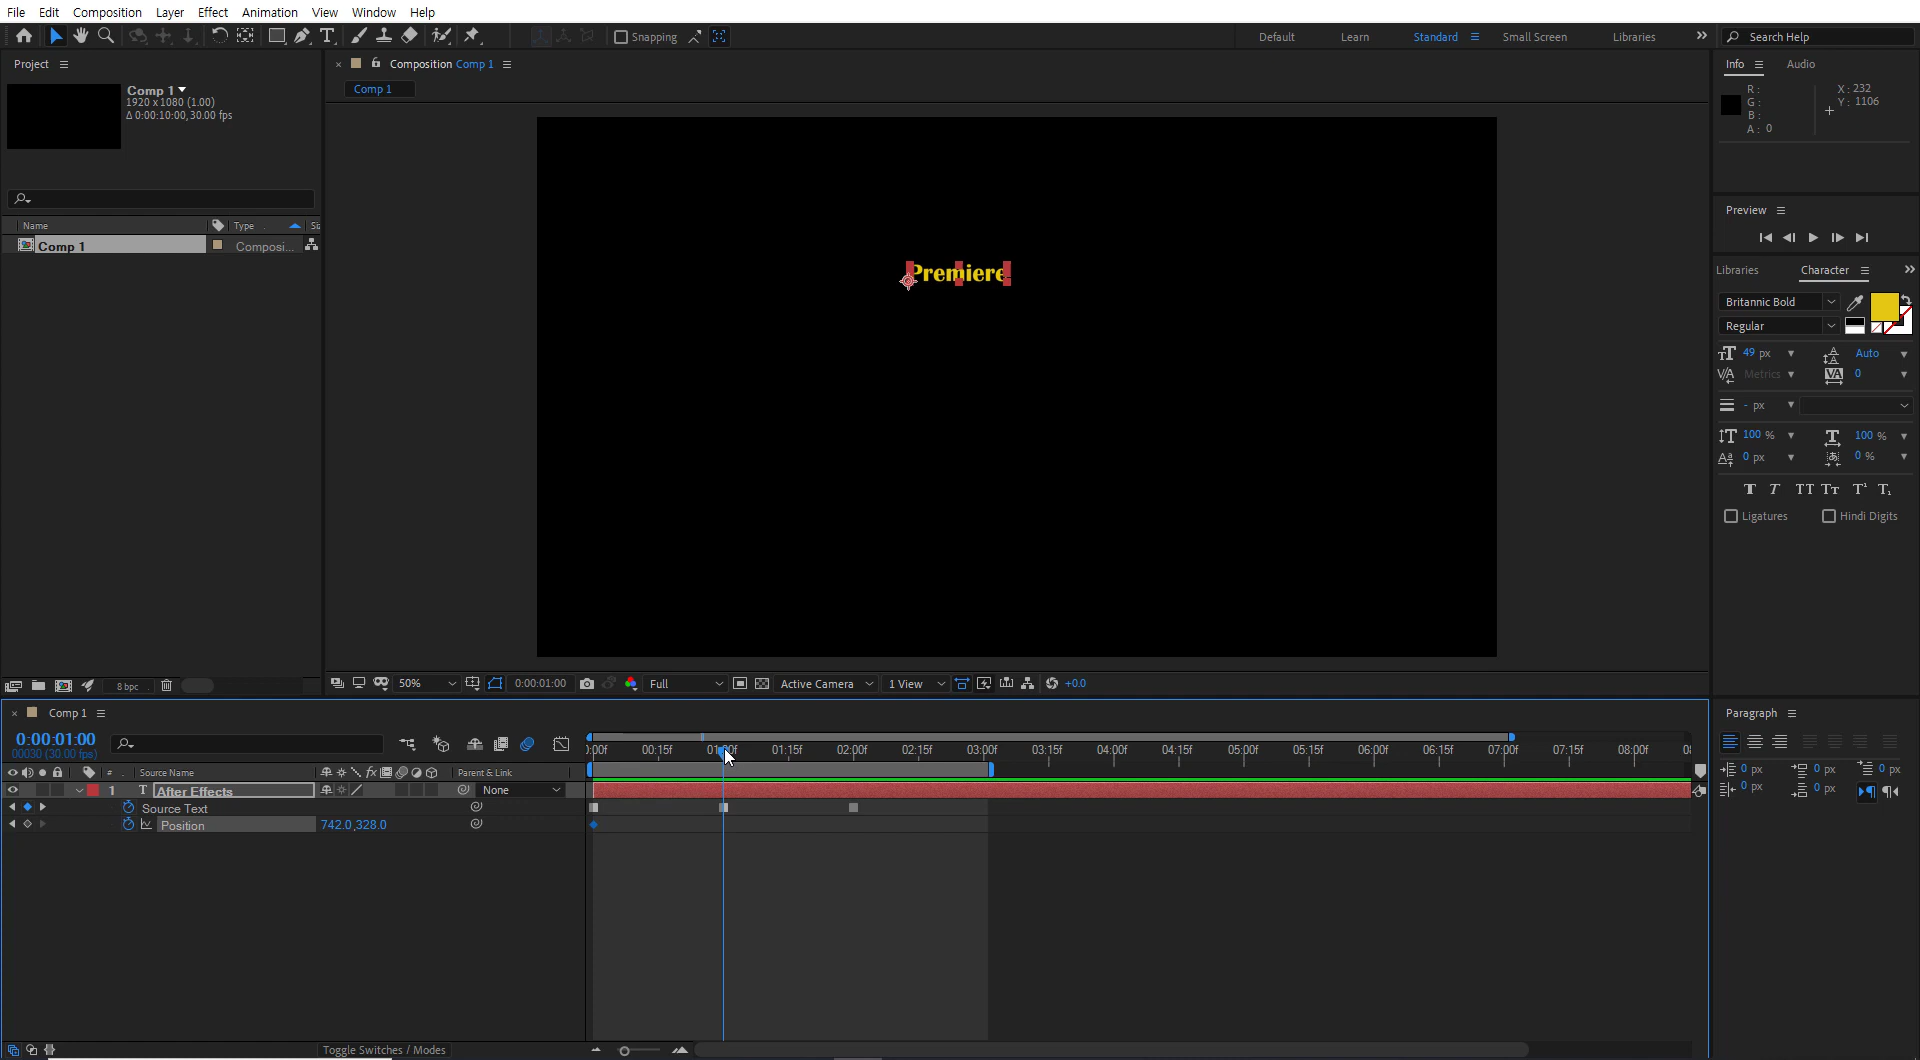 File Edit Composition Layer Effect Animation View Window Help
Snapping Default Learn Standard Small Screen Libraries Search Help
Project
Comp 1
1920 x 1080 (1.00)
Δ 0:00:10:00, 30.00 fps
Name Type Si
Comp 1 Composi...
8 bpc
Composition Comp 1
Comp 1
Premiere
50% 0:00:01:00 Full Active Camera 1 View +0.0
Info Audio
R :
G :
B :
A : 0
X : 232
Y : 1106
Preview
Libraries Character
Britannic Bold
Regular
49 px Auto
Metrics 0
- px
100 % 100 %
0 px 0 %
T T TT Tт T' T,
Ligatures Hindi Digits
Paragraph
0 px 0 px 0 px
0 px 0 px
Comp 1
0:00:01:00
00030 (30.00 fps)
# Source Name fx Parent & Link
1 T After Effects None
Source Text
Position 742.0,328.0
:00f 00:15f 01:00f 01:15f 02:00f 02:15f 03:00f 03:15f 04:00f 04:15f 05:00f 05:15f 06:00f 06:15f 07:00f 07:15f 08:00f
Toggle Switches / Modes